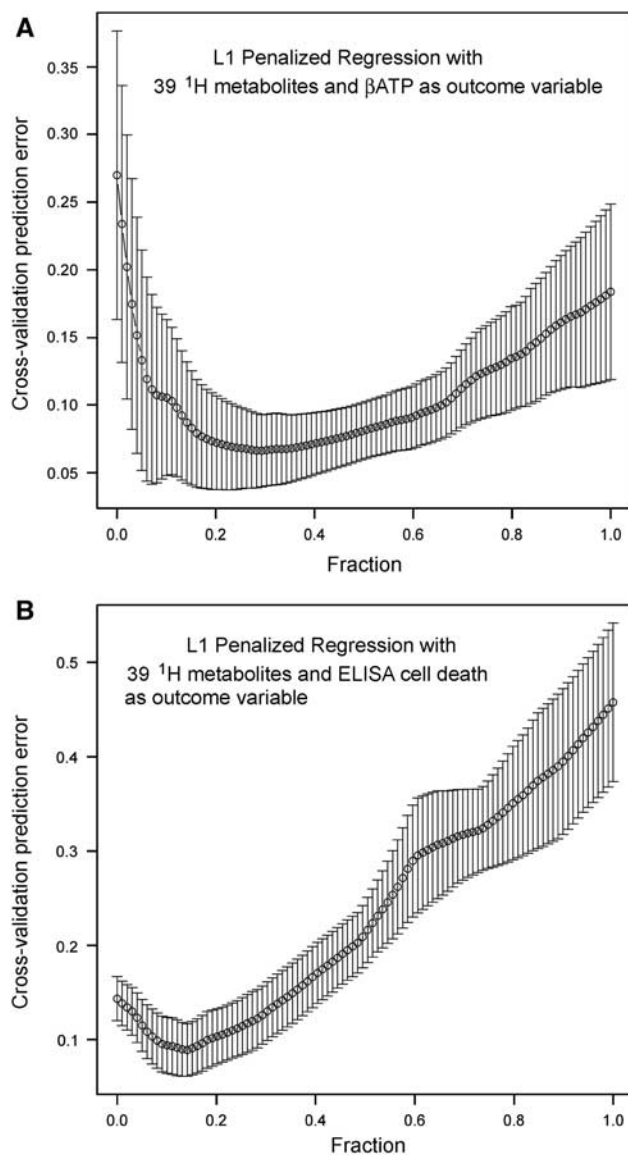 A
L1 Penalized Regression with
39 ¹H metabolites and βATP as outcome variable
Cross-validation prediction error
0.35
0.30
0.25
0.20
0.15
0.10
0.05
0.0 0.2 0.4 0.6 0.8 1.0
Fraction
B
L1 Penalized Regression with
39 ¹H metabolites and ELISA cell death
as outcome variable
Cross-validation prediction error
0.5
0.4
0.3
0.2
0.1
0.0 0.2 0.4 0.6 0.8 1.0
Fraction